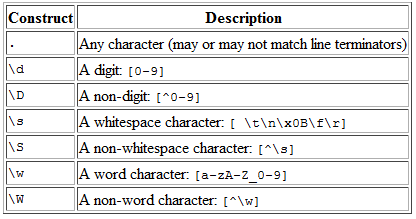 Construct Description
. Any character (may or may not match line terminators)
\d A digit: [0-9]
\D A non-digit: [^0-9]
\s A whitespace character: [ \t\n\x0B\f\r]
\S A non-whitespace character: [^\s]
\w A word character: [a-zA-Z_0-9]
\W A non-word character: [^\w]